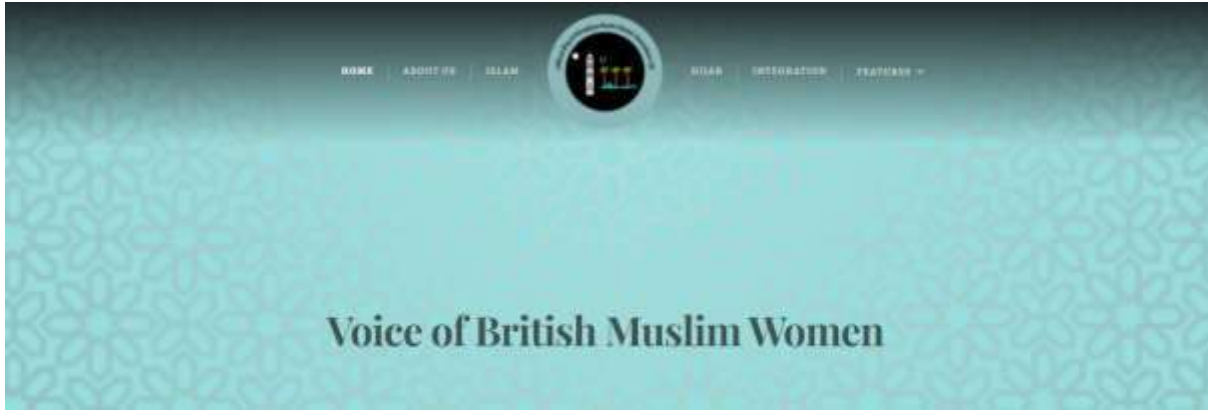 HOME ABOUT US ISLAM HIJAB INTEGRATION FEATURES
Voice of British Muslim Women